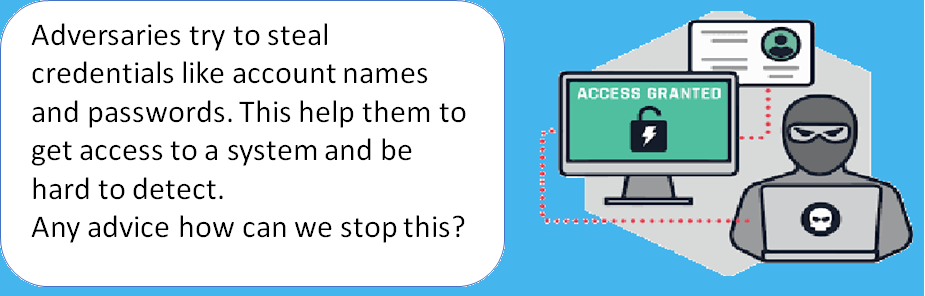 Adversaries try to steal
credentials like account names
and passwords. This help them to
get access to a system and be
hard to detect.
Any advice how can we stop this?
ACCESS GRANTED